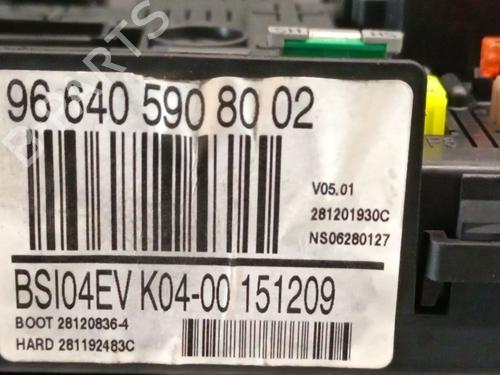 96 640 590 80 02
V05.01
281201930C
NS06280127
BSI04EV K04-00 151209
BOOT 28120836-4
HARD 281192483C